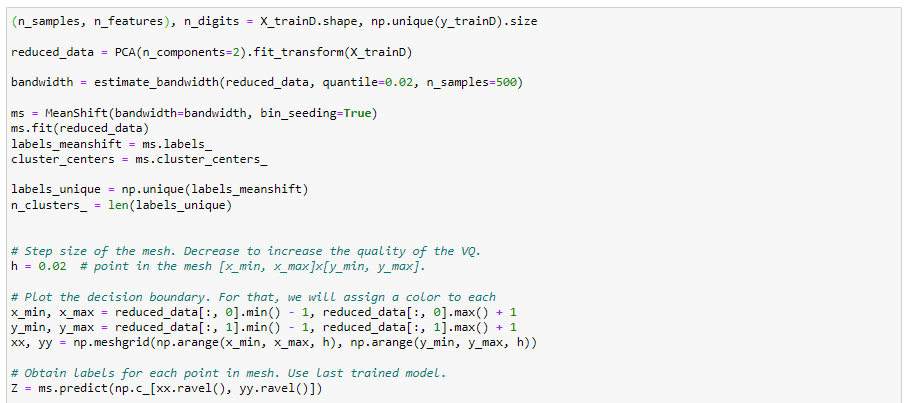 (n_samples, n_features), n_digits = X_trainD.shape, np.unique(y_trainD).size
reduced_data = PCA(n_components=2).fit_transform(X_trainD)
bandwidth = estimate_bandwidth(reduced_data, quantile=0.02, n_samples=500)
ms = MeanShift(bandwidth=bandwidth, bin_seeding=True)
ms.fit(reduced_data)
labels_meanshift = ms.labels_
cluster_centers = ms.cluster_centers_
labels_unique = np.unique(labels_meanshift)
n_clusters_ = len(labels_unique)
# Step size of the mesh. Decrease to increase the quality of the VQ.
h = 0.02  # point in the mesh [x_min, x_max]x[y_min, y_max].
# Plot the decision boundary. For that, we will assign a color to each
x_min, x_max = reduced_data[:, 0].min() - 1, reduced_data[:, 0].max() + 1
y_min, y_max = reduced_data[:, 1].min() - 1, reduced_data[:, 1].max() + 1
xx, yy = np.meshgrid(np.arange(x_min, x_max, h), np.arange(y_min, y_max, h))
# Obtain labels for each point in mesh. Use last trained model.
Z = ms.predict(np.c_[xx.ravel(), yy.ravel()])